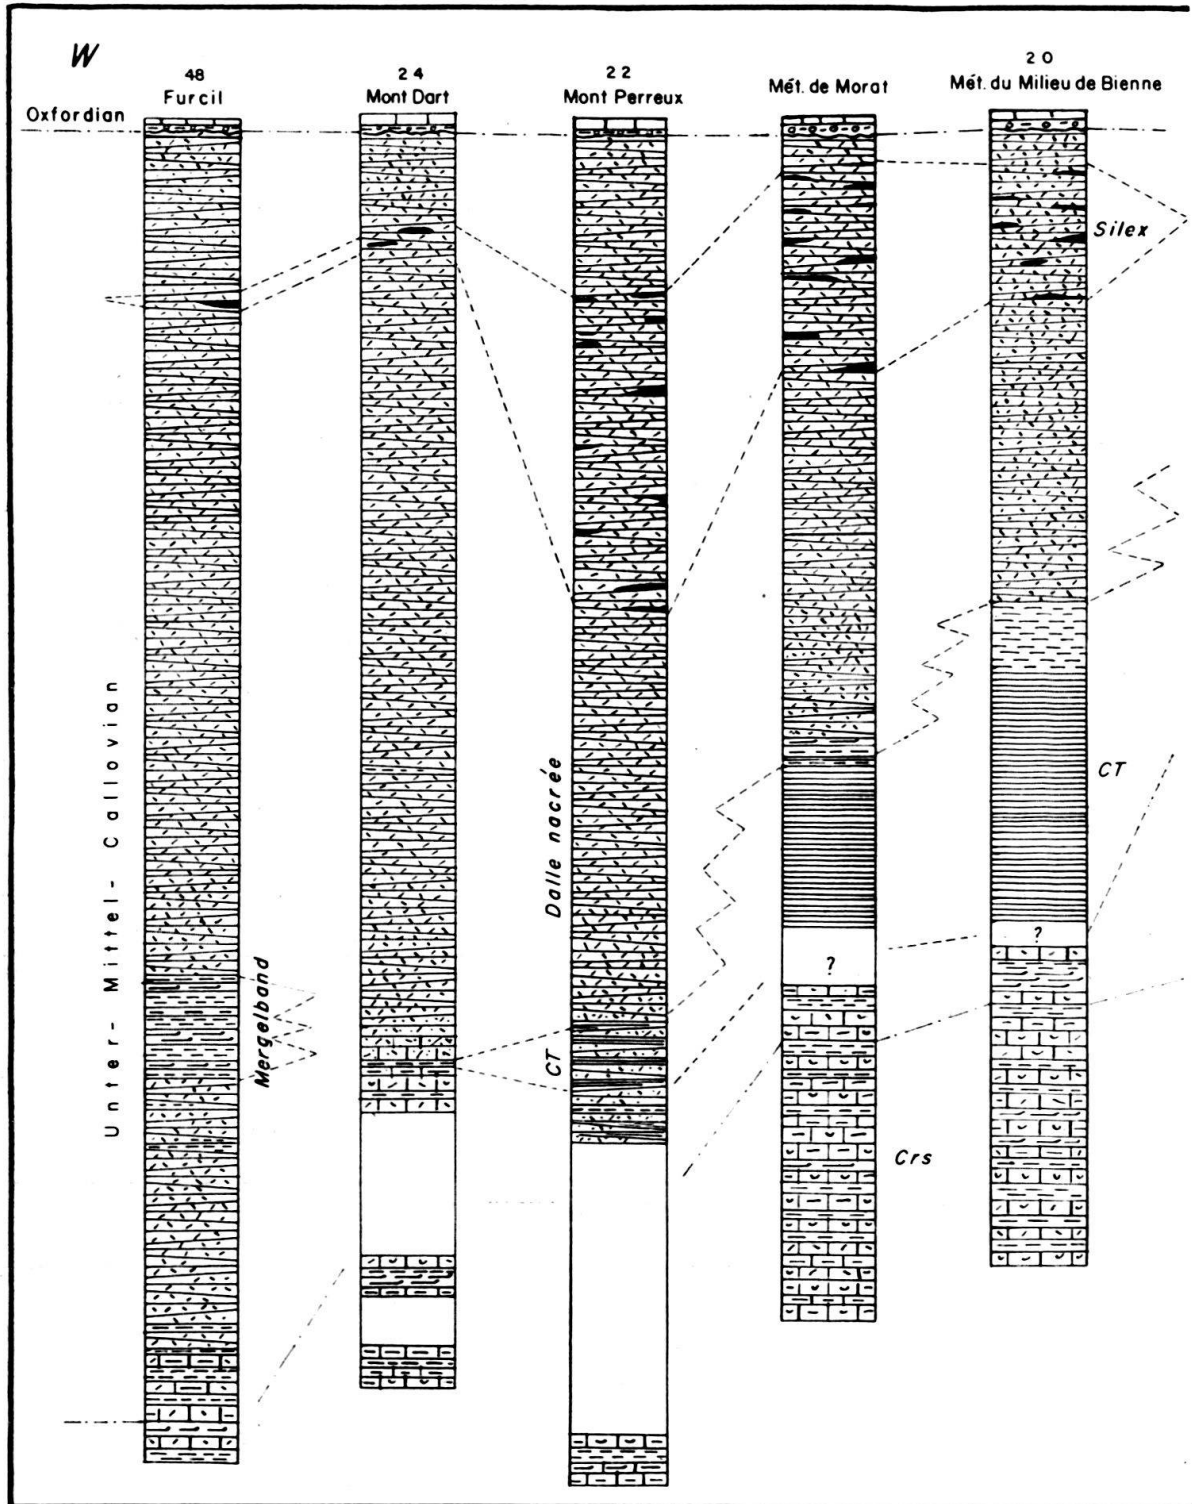 W
48
Furcil
24
Mont Dart
22
Mont Perreux
Mét. de Morat
20
Mét. du Milieu de Bienne
Oxfordian
Silex
Unter- Mittel- Callovian
Mergelband
Dalle nacrée
CT
CT
?
?
Crs